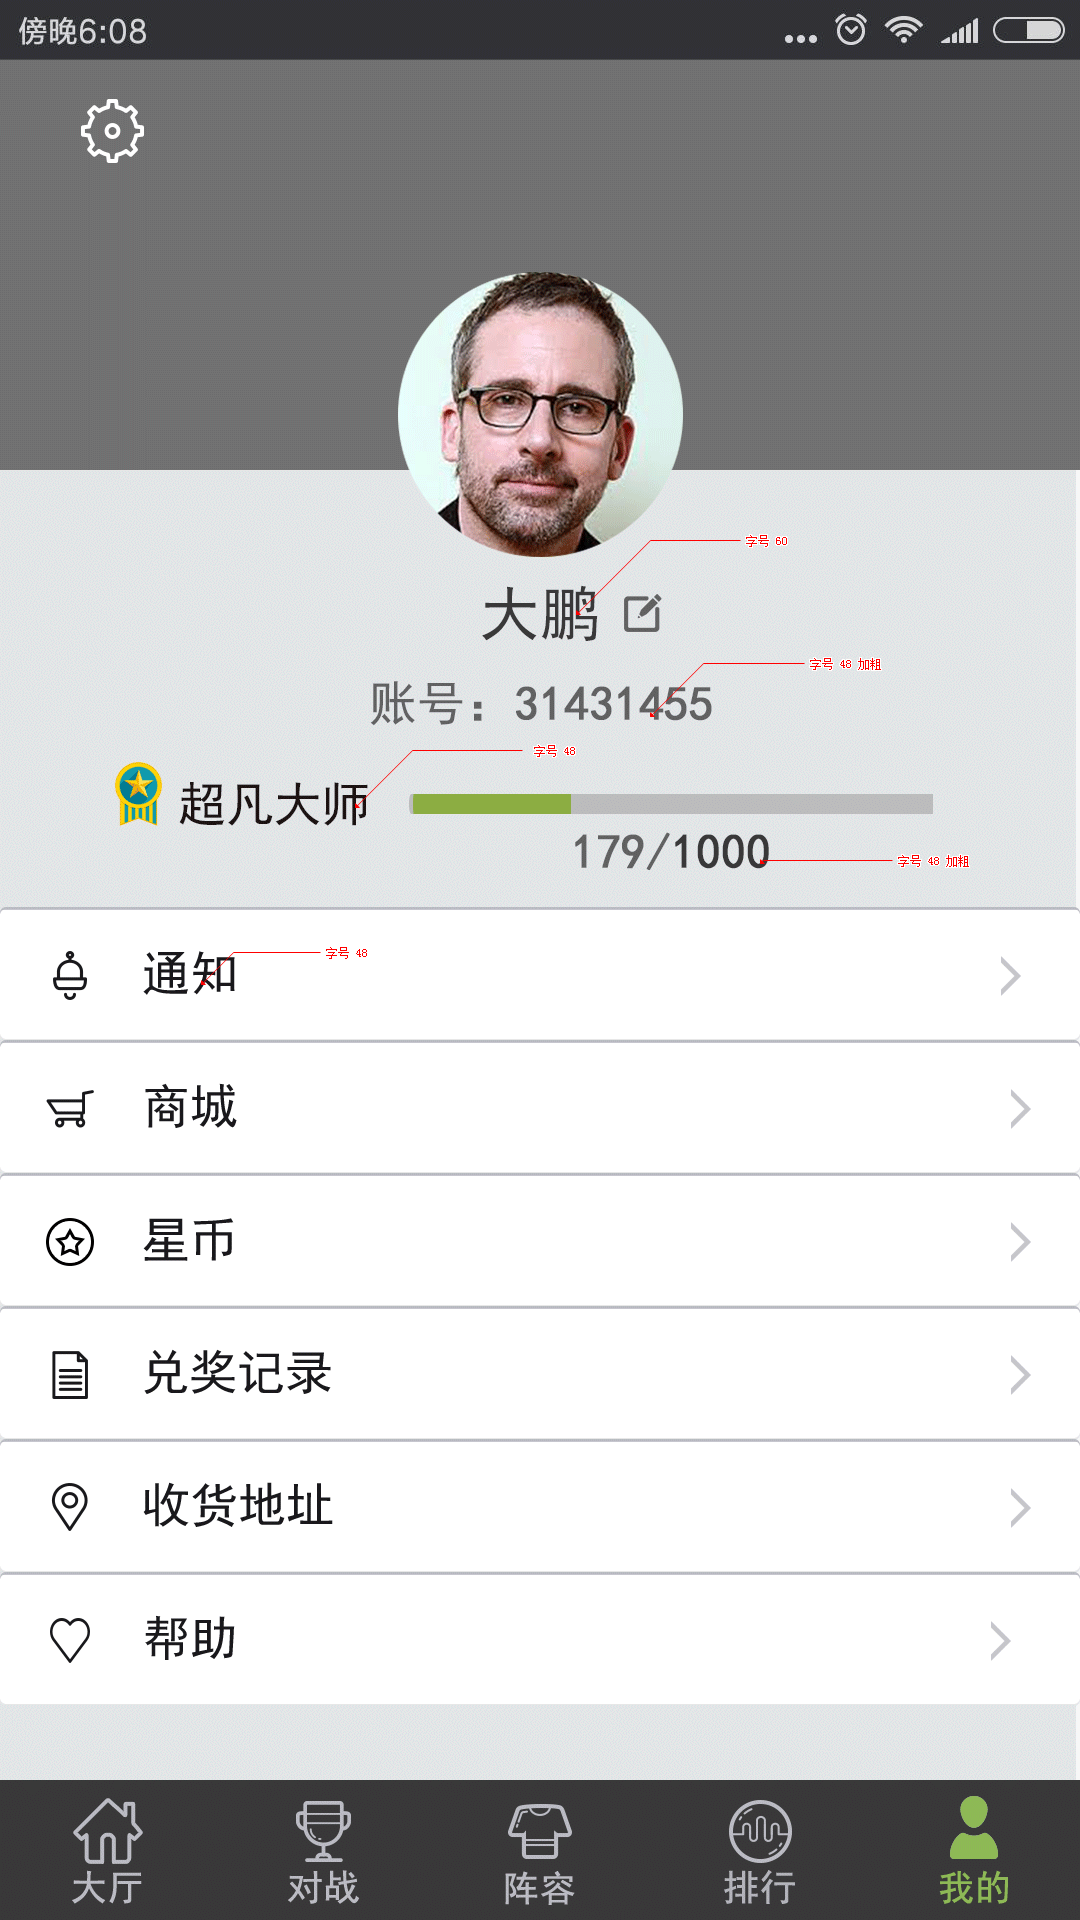 傍晚6:08
字号 60
大鹏
字号 48 加粗
账号：31431455
字号 48
超凡大师
179/1000
字号 48 加粗
通知
字号 48
商城
星币
兑奖记录
收货地址
帮助
大厅 对战 阵容 排行 我的